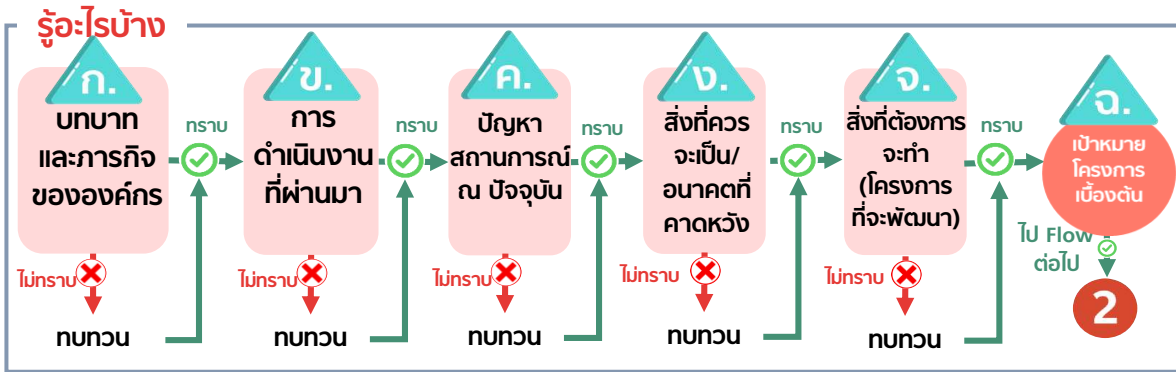 รู้อะไรบ้าง
ก.
บทบาท
และภารกิจ
ขององค์กร
ทราบ
ไม่ทราบ
ทบทวน
ข.
การ
ดำเนินงาน
ที่ผ่านมา
ทราบ
ไม่ทราบ
ทบทวน
ค.
ปัญหา
สถานการณ์
ณ ปัจจุบัน
ทราบ
ไม่ทราบ
ทบทวน
ง.
สิ่งที่ควร
จะเป็น/
อนาคตที่
คาดหวัง
ทราบ
ไม่ทราบ
ทบทวน
จ.
สิ่งที่ต้องการ
จะทำ
(โครงการ
ที่จะพัฒนา)
ทราบ
ไม่ทราบ
ทบทวน
ฉ.
เป้าหมาย
โครงการ
เบื้องต้น
ไป Flow
ต่อไป
2